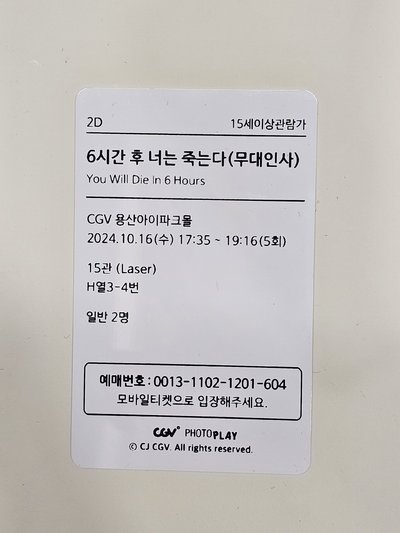 2D 15세이상관람가
6시간 후 너는 죽는다(무대인사)
You Will Die In 6 Hours
CGV 용산아이파크몰
2024.10.16(수) 17:35 ~ 19:16(5회)
15관 (Laser)
H열3-4번
일반 2명
예매번호 : 0013-1102-1201-604
모바일티켓으로 입장해주세요.
CGV PHOTOPLAY
© CJ CGV. All rights reserved.